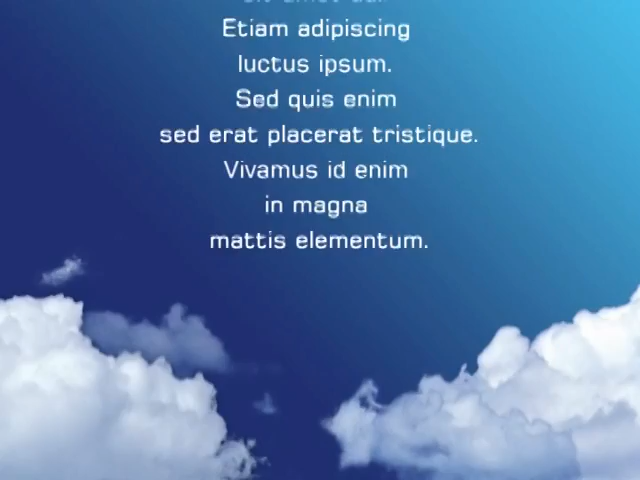 Etiam adipiscing
luctus ipsum.
Sed quis enim
sed erat placerat tristique.
Vivamus id enim
in magna
mattis elementum.